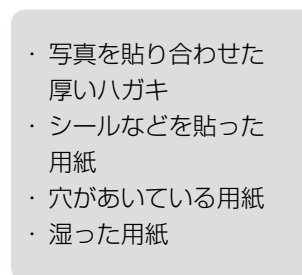 ・写真を貼り合わせた
厚いハガキ
・シールなどを貼った
用紙
・穴があいている用紙
・湿った用紙